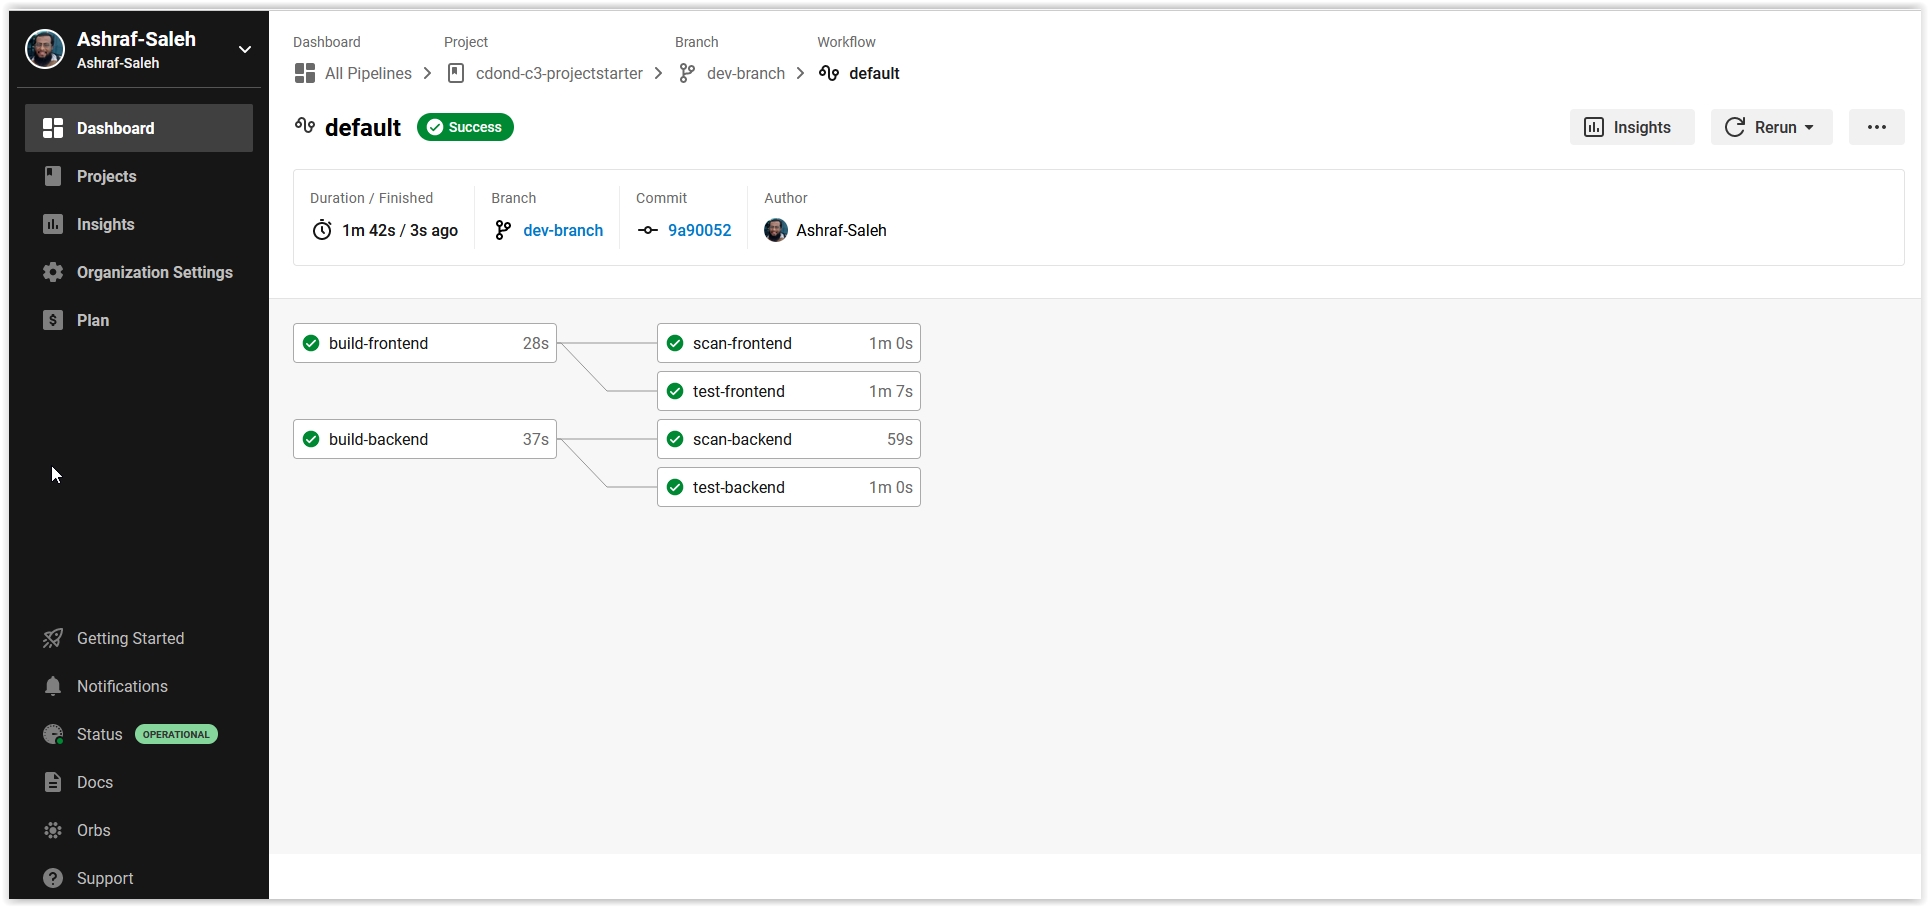 Ashraf-Saleh
Ashraf-Saleh
Dashboard
Projects
Insights
Organization Settings
Plan
Getting Started
Notifications
Status OPERATIONAL
Docs
Orbs
Support
Dashboard Project Branch Workflow
All Pipelines cdond-c3-projectstarter dev-branch default
default Success
Insights Rerun
Duration / Finished Branch Commit Author
1m 42s / 3s ago dev-branch 9a90052 Ashraf-Saleh
build-frontend 28s scan-frontend 1m 0s
test-frontend 1m 7s
build-backend 37s scan-backend 59s
test-backend 1m 0s